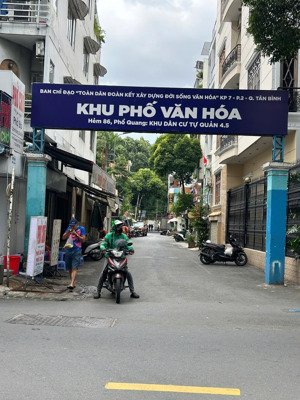 BAN CHỈ ĐẠO "TOÀN DÂN ĐOÀN KẾT XÂY DỰNG ĐỜI SỐNG VĂN HÓA" KP 7 - P.2 - Q. TÂN BÌNH
KHU PHỐ VĂN HÓA
Hẻm 86, Phổ Quang: KHU DÂN CƯ TỰ QUẢN 4.5